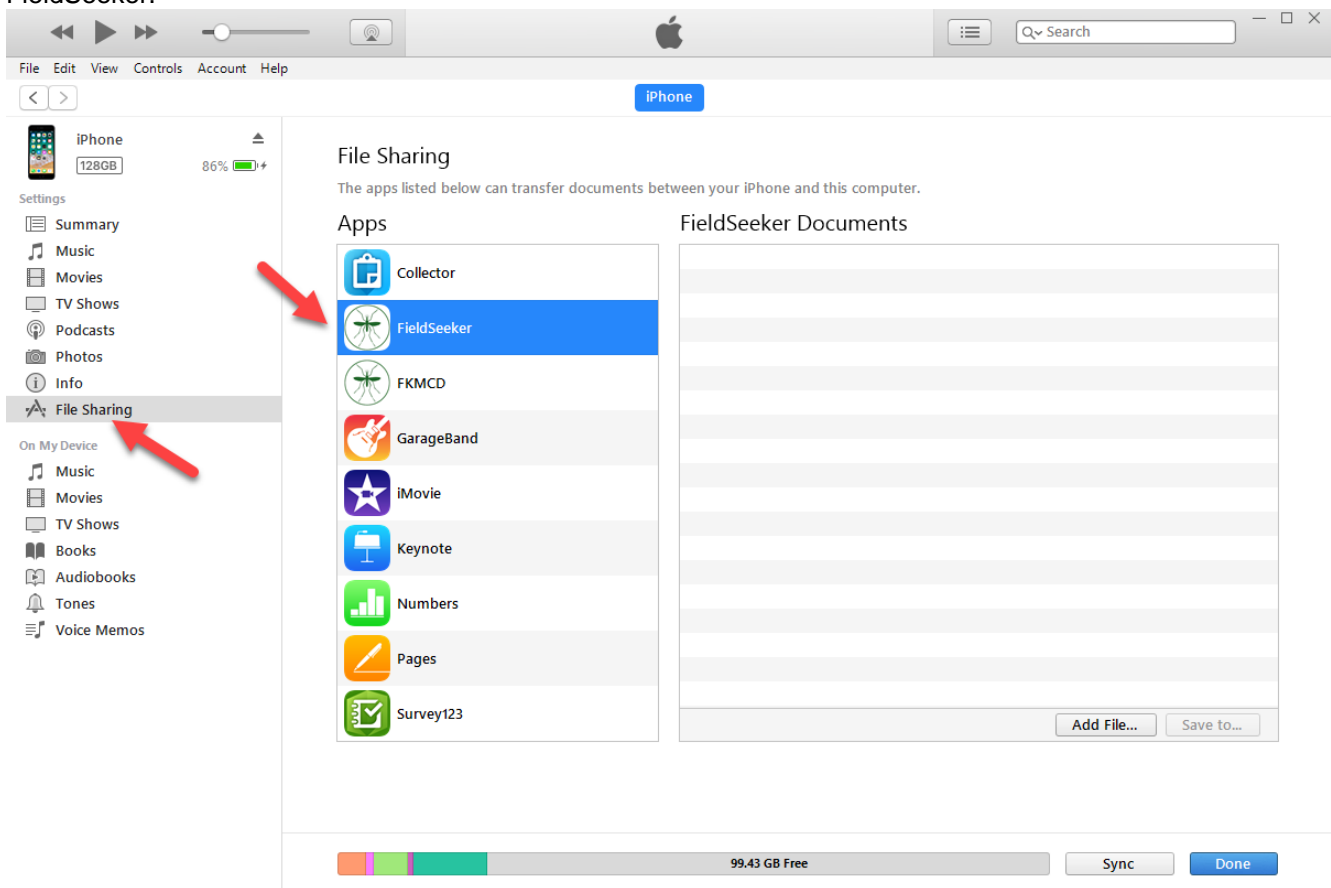 FieldSeeker.
Search
File Edit View Controls Account Help
iPhone
iPhone
128GB 86%
Settings
Summary
Music
Movies
TV Shows
Podcasts
Photos
Info
File Sharing
On My Device
Music
Movies
TV Shows
Books
Audiobooks
Tones
Voice Memos
File Sharing
The apps listed below can transfer documents between your iPhone and this computer.
Apps
Collector
FieldSeeker
FKMCD
GarageBand
iMovie
Keynote
Numbers
Pages
Survey123
FieldSeeker Documents
Add File... Save to...
99.43 GB Free
Sync Done